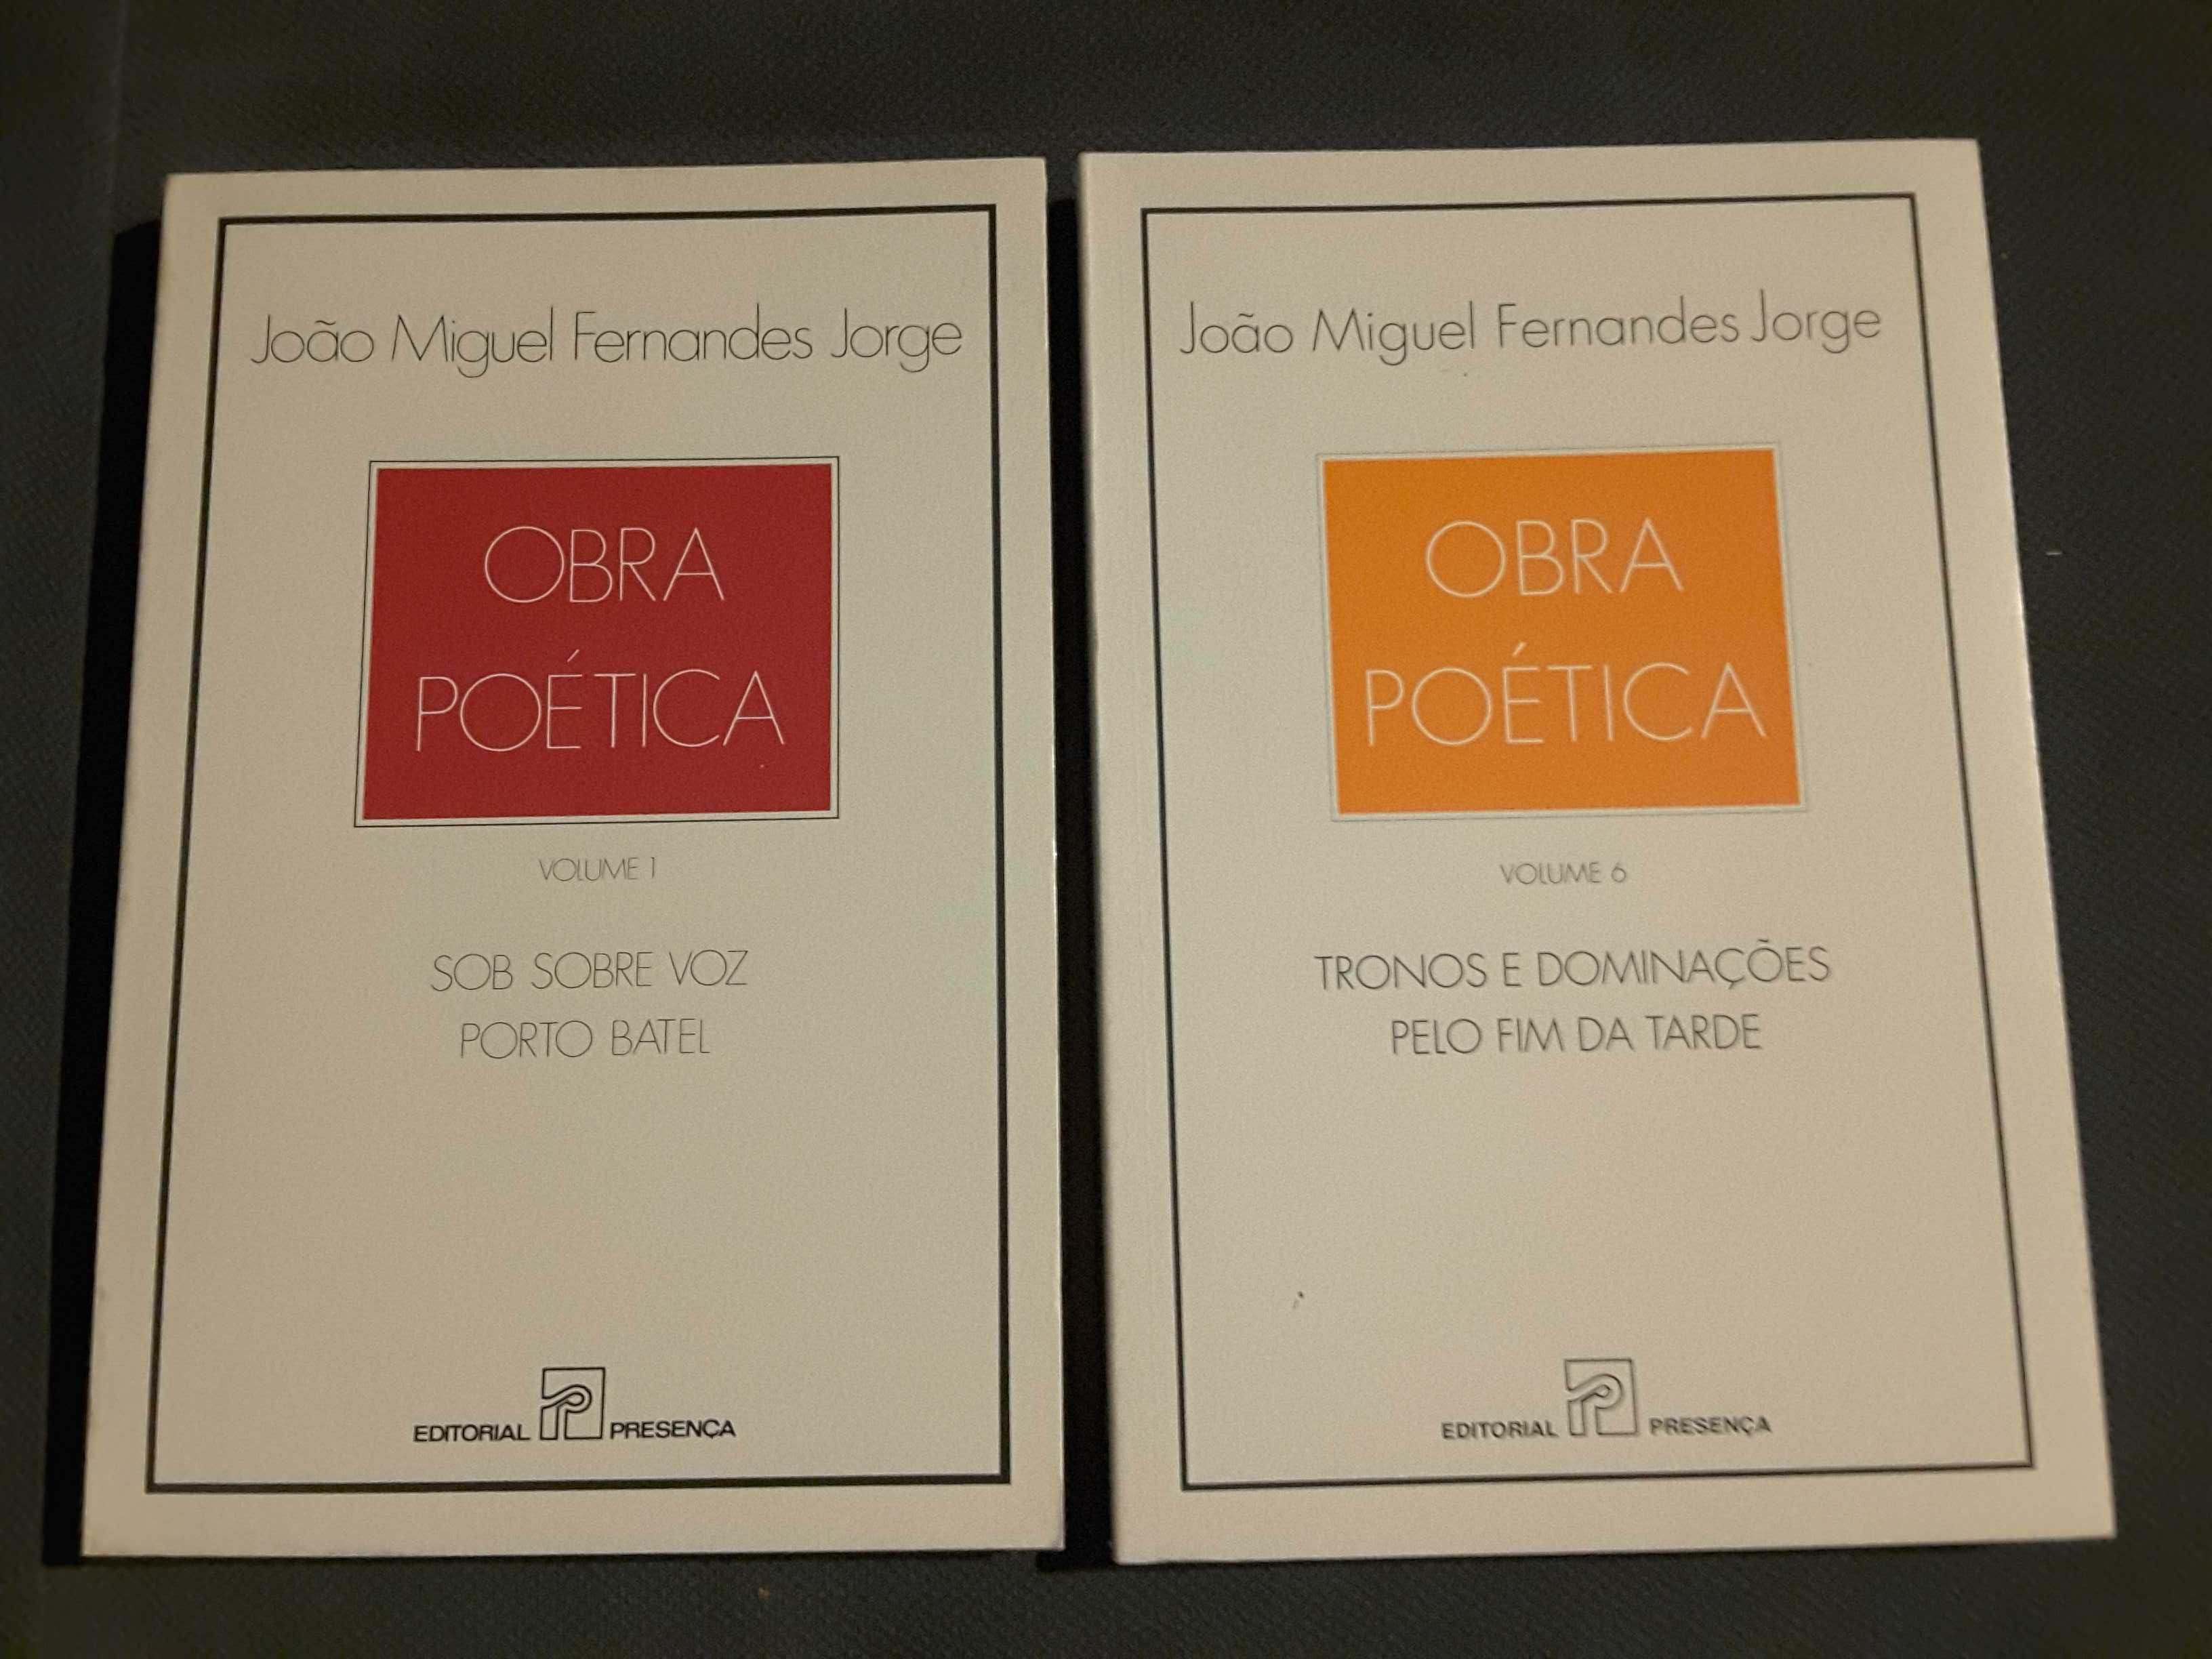 João Miguel Fernandes Jorge
OBRA
POÉTICA
VOLUME 1
SOB SOBRE VOZ
PORTO BATEL
EDITORIAL PRESENÇA
João Miguel Fernandes Jorge
OBRA
POÉTICA
VOLUME 6
TRONOS E DOMINAÇÕES
PELO FIM DA TARDE
EDITORIAL PRESENÇA